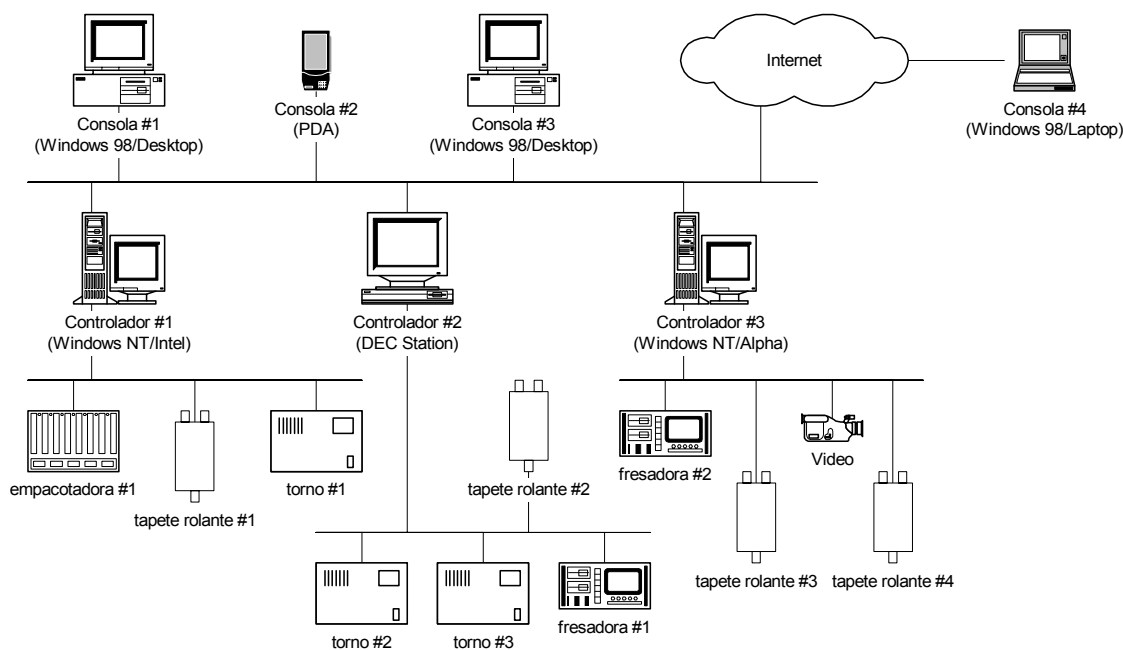 Internet
Consola #1
(Windows 98/Desktop)
Consola #2
(PDA)
Consola #3
(Windows 98/Desktop)
Consola #4
(Windows 98/Laptop)
Controlador #1
(Windows NT/Intel)
Controlador #2
(DEC Station)
Controlador #3
(Windows NT/Alpha)
empacotadora #1
tapete rolante #1
torno #1
tapete rolante #2
fresadora #2
Video
tapete rolante #3
tapete rolante #4
torno #2
torno #3
fresadora #1